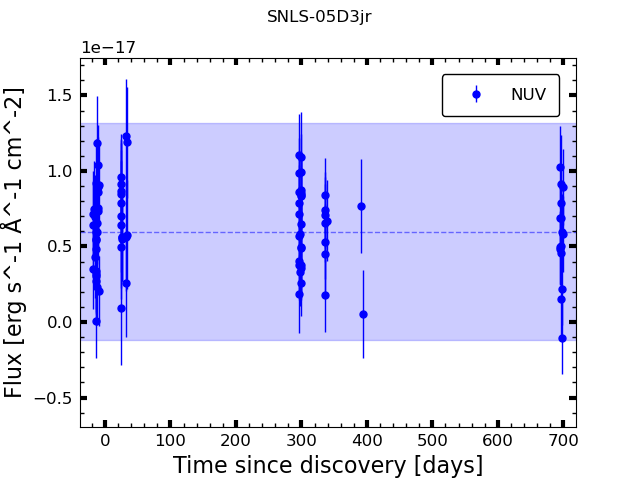 SNLS-05D3jr
1e−17
NUV
1.5
1.0
0.5
0.0
−0.5
Flux [erg s^-1 Å^-1 cm^-2]
0 100 200 300 400 500 600 700
Time since discovery [days]